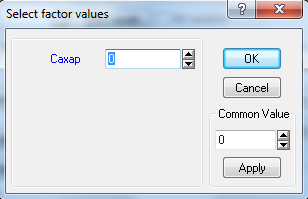 Select factor values
?
Сахар
0
OK
Cancel
Common Value
0
Apply